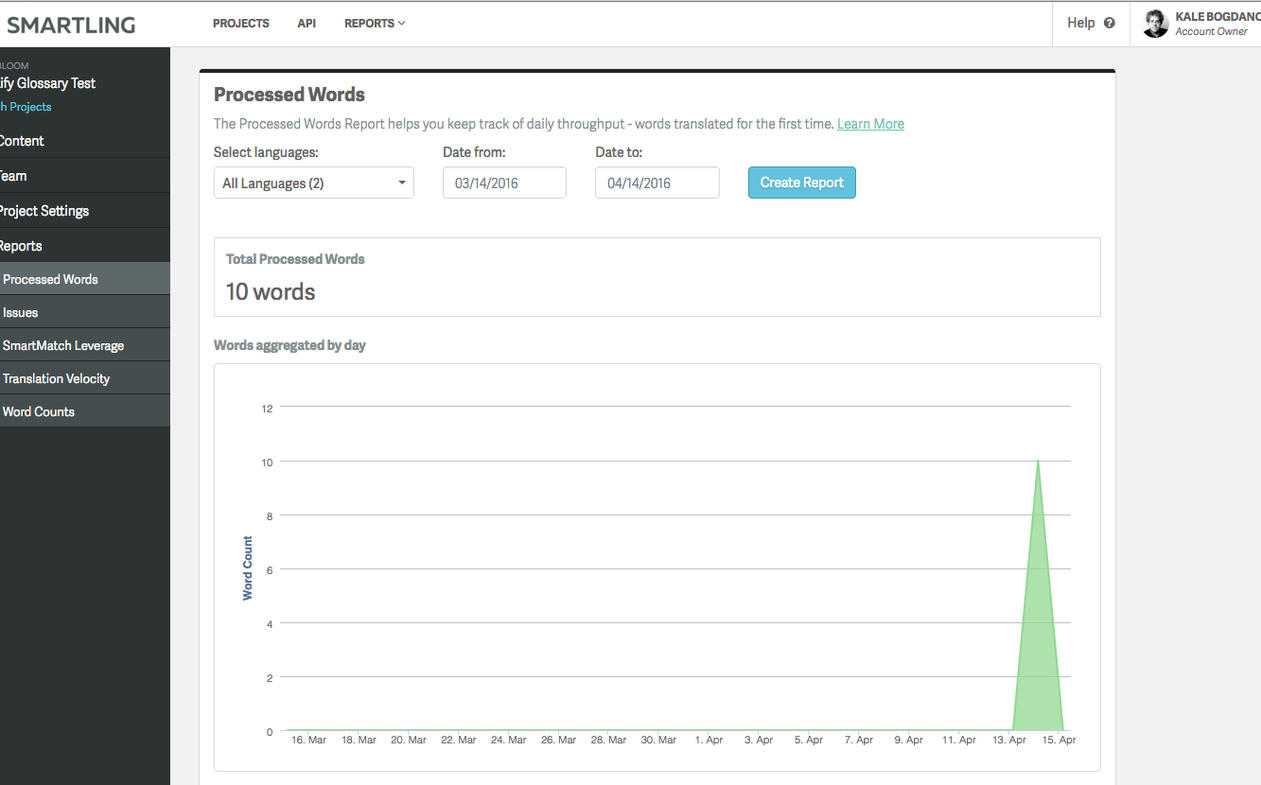 SMARTLING
PROJECTS API REPORTS
Help ?
KALE BOGDANO
Account Owner
LOOM
ify Glossary Test
h Projects
Content
Team
Project Settings
Reports
Processed Words
Issues
SmartMatch Leverage
Translation Velocity
Word Counts
Processed Words
The Processed Words Report helps you keep track of daily throughput - words translated for the first time. Learn More
Select languages: Date from: Date to:
All Languages (2) 03/14/2016 04/14/2016 Create Report
Total Processed Words
10 words
Words aggregated by day
Word Count
12
10
8
6
4
2
0
16. Mar 18. Mar 20. Mar 22. Mar 24. Mar 26. Mar 28. Mar 30. Mar 1. Apr 3. Apr 5. Apr 7. Apr 9. Apr 11. Apr 13. Apr 15. Apr